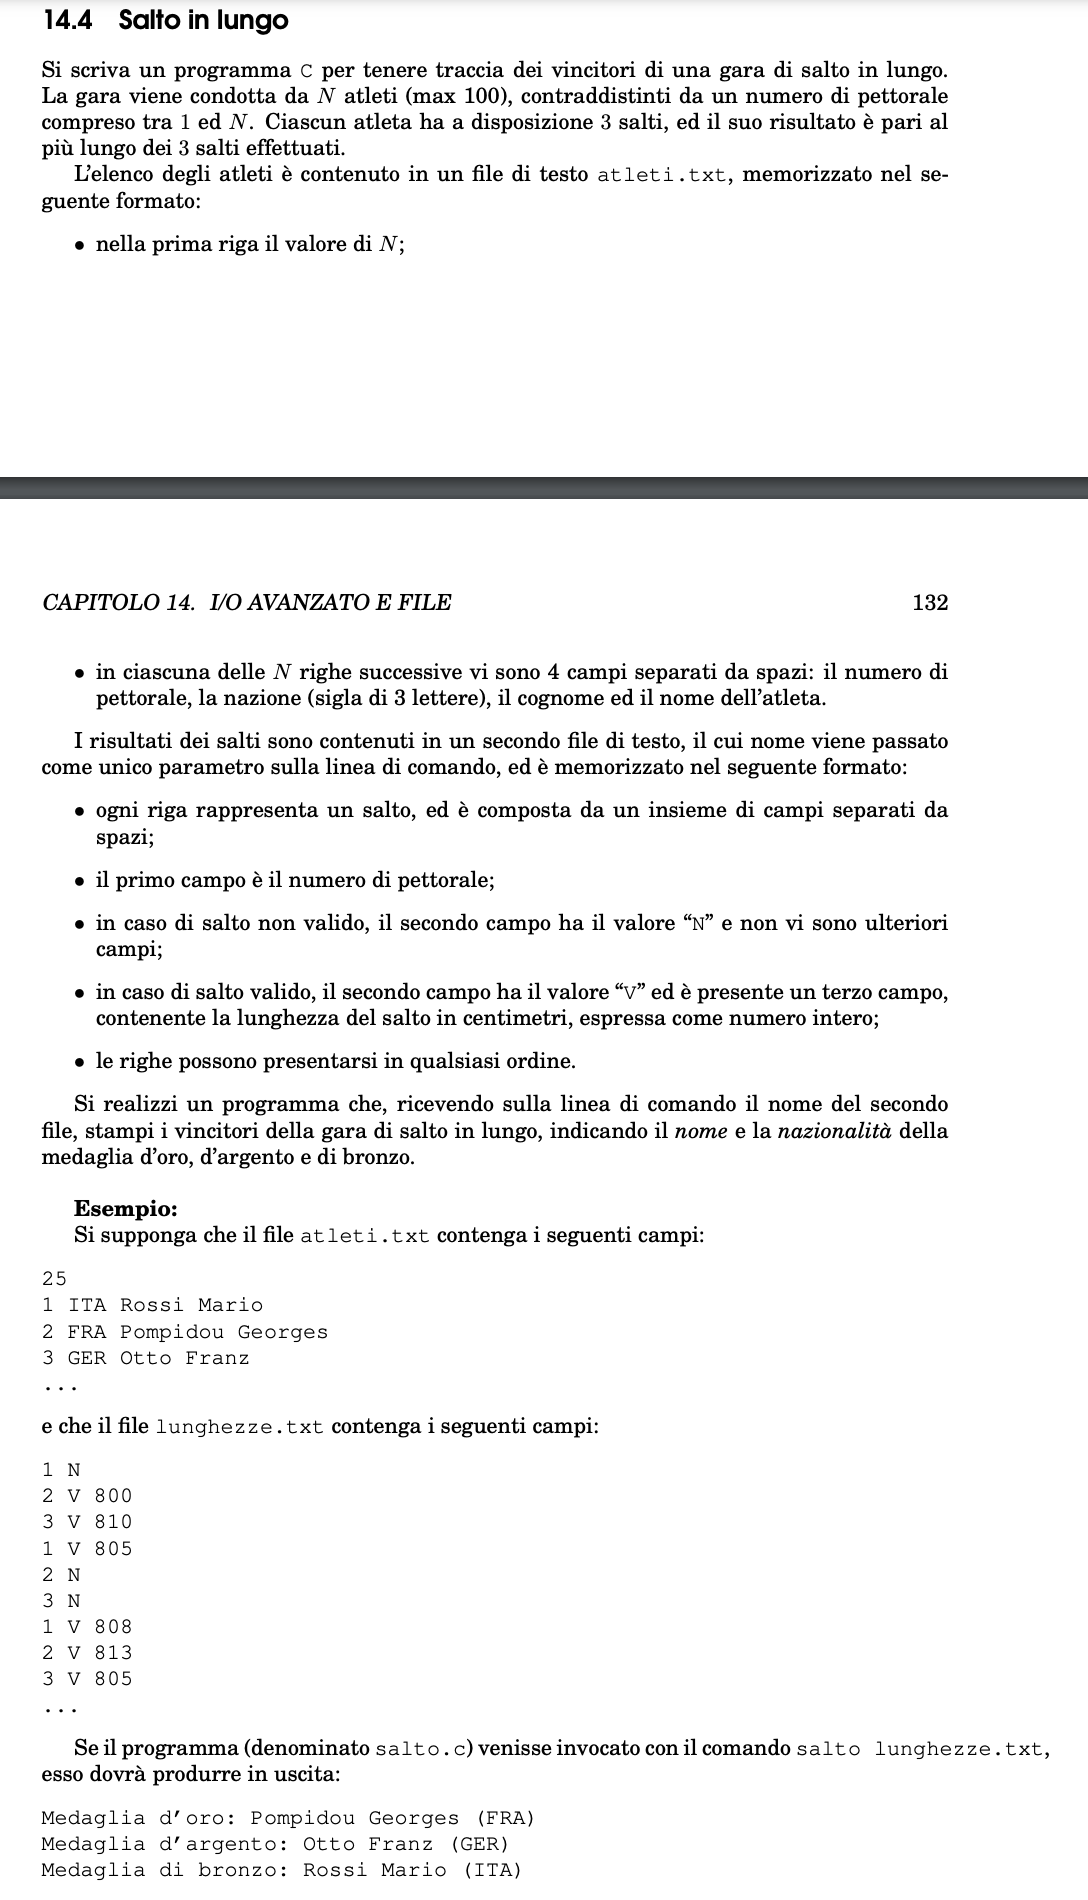 14.4 Salto in lungo
Si scriva un programma C per tenere traccia dei vincitori di una gara di salto in lungo.
La gara viene condotta da N atleti (max 100), contraddistinti da un numero di pettorale
compreso tra 1 ed N. Ciascun atleta ha a disposizione 3 salti, ed il suo risultato è pari al
più lungo dei 3 salti effettuati.
L’elenco degli atleti è contenuto in un file di testo atleti.txt, memorizzato nel se-
guente formato:
• nella prima riga il valore di N;
CAPITOLO 14. I/O AVANZATO E FILE 132
• in ciascuna delle N righe successive vi sono 4 campi separati da spazi: il numero di
pettorale, la nazione (sigla di 3 lettere), il cognome ed il nome dell’atleta.
I risultati dei salti sono contenuti in un secondo file di testo, il cui nome viene passato
come unico parametro sulla linea di comando, ed è memorizzato nel seguente formato:
• ogni riga rappresenta un salto, ed è composta da un insieme di campi separati da
spazi;
• il primo campo è il numero di pettorale;
• in caso di salto non valido, il secondo campo ha il valore “N” e non vi sono ulteriori
campi;
• in caso di salto valido, il secondo campo ha il valore “V” ed è presente un terzo campo,
contenente la lunghezza del salto in centimetri, espressa come numero intero;
• le righe possono presentarsi in qualsiasi ordine.
Si realizzi un programma che, ricevendo sulla linea di comando il nome del secondo
file, stampi i vincitori della gara di salto in lungo, indicando il nome e la nazionalità della
medaglia d’oro, d’argento e di bronzo.
Esempio:
Si supponga che il file atleti.txt contenga i seguenti campi:
25
1 ITA Rossi Mario
2 FRA Pompidou Georges
3 GER Otto Franz
...
e che il file lunghezze.txt contenga i seguenti campi:
1 N
2 V 800
3 V 810
1 V 805
2 N
3 N
1 V 808
2 V 813
3 V 805
...
Se il programma (denominato salto.c) venisse invocato con il comando salto lunghezze.txt,
esso dovrà produrre in uscita:
Medaglia d’oro: Pompidou Georges (FRA)
Medaglia d’argento: Otto Franz (GER)
Medaglia di bronzo: Rossi Mario (ITA)